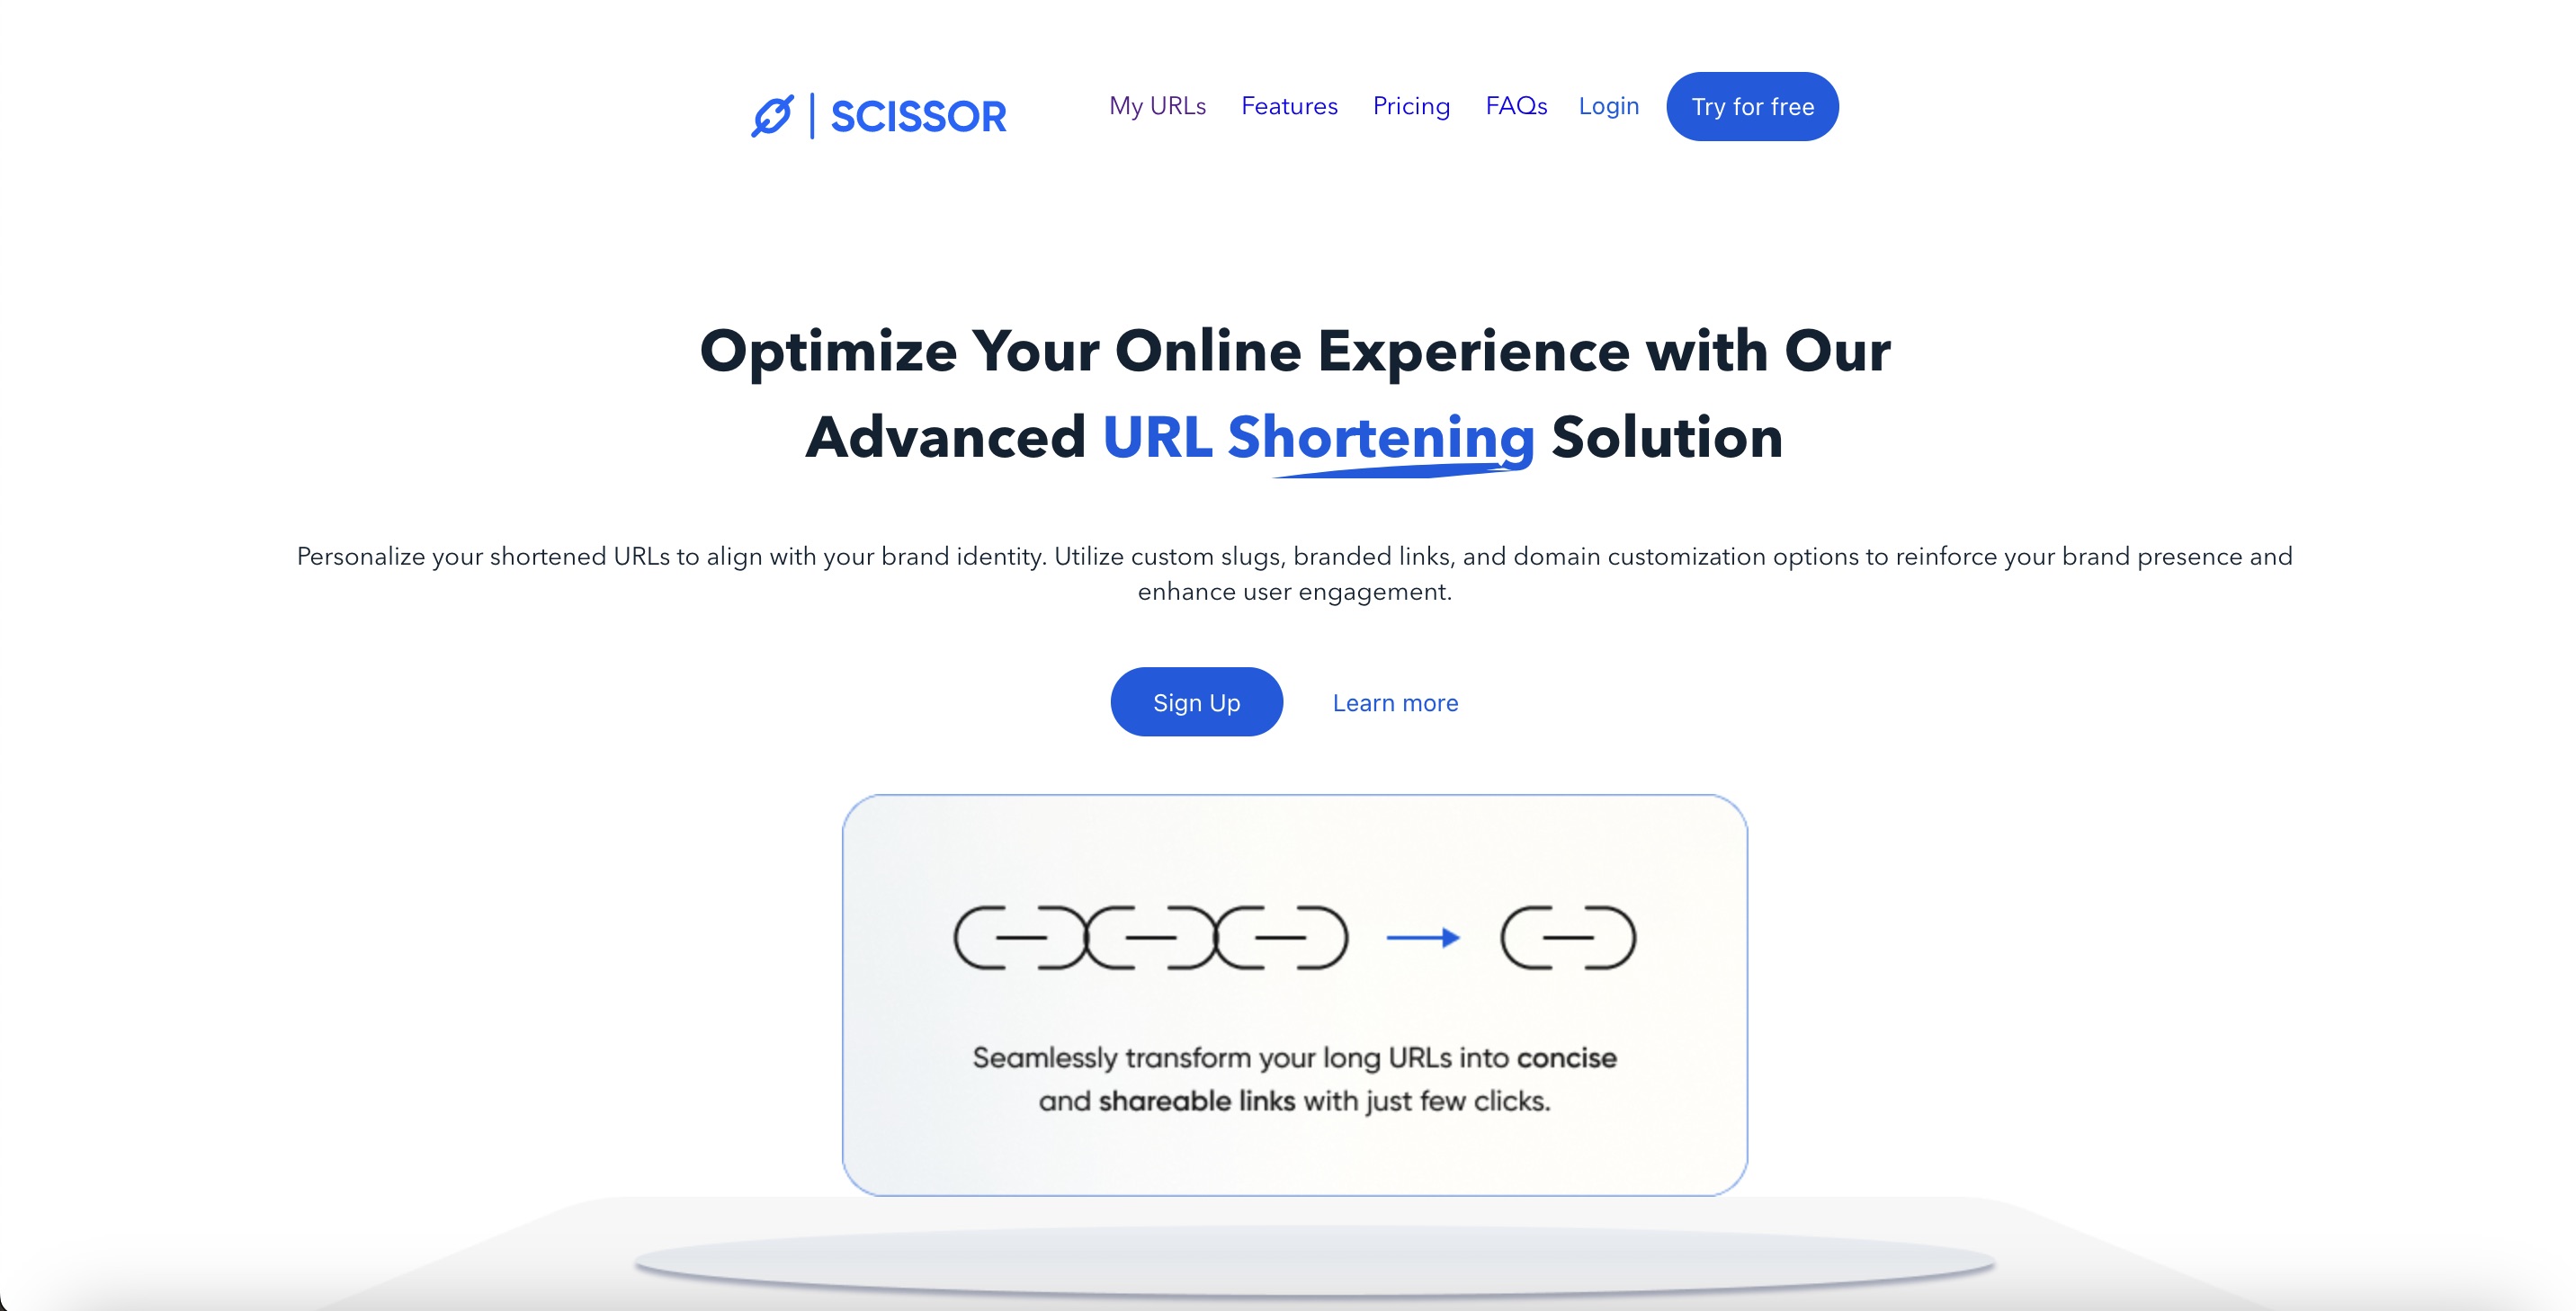 SCISSOR
My URLs Features Pricing FAQs Login Try for free
Optimize Your Online Experience with Our
Advanced URL Shortening Solution
Personalize your shortened URLs to align with your brand identity. Utilize custom slugs, branded links, and domain customization options to reinforce your brand presence and
enhance user engagement.
Sign Up Learn more
Seamlessly transform your long URLs into concise
and shareable links with just few clicks.